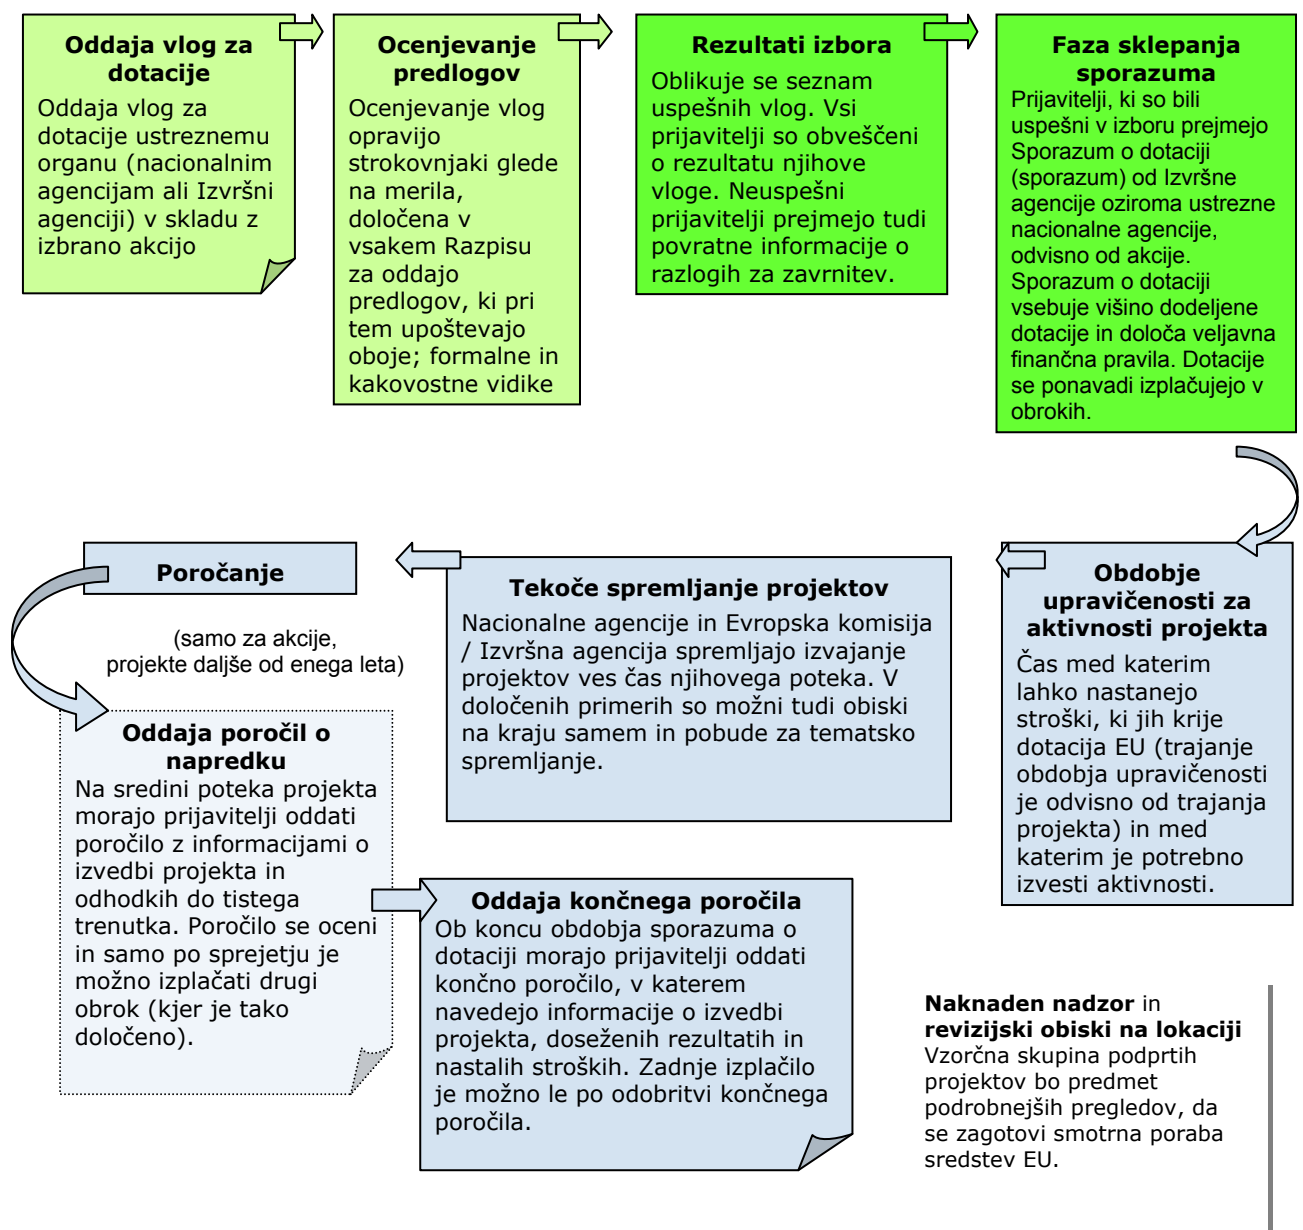 Oddaja vlog za
dotacije
Oddaja vlog za
dotacije ustreznemu
organu (nacionalnim
agencijam ali Izvršni
agenciji) v skladu z
izbrano akcijo
Ocenjevanje
predlogov
Ocenjevanje vlog
opravijo
strokovnjaki glede
na merila,
določena v
vsakem Razpisu
za oddajo
predlogov, ki pri
tem upoštevajo
oboje; formalne in
kakovostne vidike
Rezultati izbora
Oblikuje se seznam
uspešnih vlog. Vsi
prijavitelji so obveščeni
o rezultatu njihove
vloge. Neuspešni
prijavitelji prejmejo tudi
povratne informacije o
razlogih za zavrnitev.
Faza sklepanja
sporazuma
Prijavitelji, ki so bili
uspešni v izboru prejmejo
Sporazum o dotaciji
(sporazum) od Izvršne
agencije oziroma ustrezne
nacionalne agencije,
odvisno od akcije.
Sporazum o dotaciji
vsebuje višino dodeljene
dotacije in določa veljavna
finančna pravila. Dotacije
se ponavadi izplačujejo v
obrokih.
Obdobje
upravičenosti za
aktivnosti projekta
Čas med katerim
lahko nastanejo
stroški, ki jih krije
dotacija EU (trajanje
obdobja upravičenosti
je odvisno od trajanja
projekta) in med
katerim je potrebno
izvesti aktivnosti.
Tekoče spremljanje projektov
Nacionalne agencije in Evropska komisija
/ Izvršna agencija spremljajo izvajanje
projektov ves čas njihovega poteka. V
določenih primerih so možni tudi obiski
na kraju samem in pobude za tematsko
spremljanje.
Poročanje
(samo za akcije,
projekte daljše od enega leta)
Oddaja poročil o
napredku
Na sredini poteka projekta
morajo prijavitelji oddati
poročilo z informacijami o
izvedbi projekta in
odhodkih do tistega
trenutka. Poročilo se oceni
in samo po sprejetju je
možno izplačati drugi
obrok (kjer je tako
določeno).
Oddaja končnega poročila
Ob koncu obdobja sporazuma o
dotaciji morajo prijavitelji oddati
končno poročilo, v katerem
navedejo informacije o izvedbi
projekta, doseženih rezultatih in
nastalih stroških. Zadnje izplačilo
je možno le po odobritvi končnega
poročila.
Naknaden nadzor in
revizijski obiski na lokaciji
Vzorčna skupina podprtih
projektov bo predmet
podrobnejših pregledov, da
se zagotovi smotrna poraba
sredstev EU.